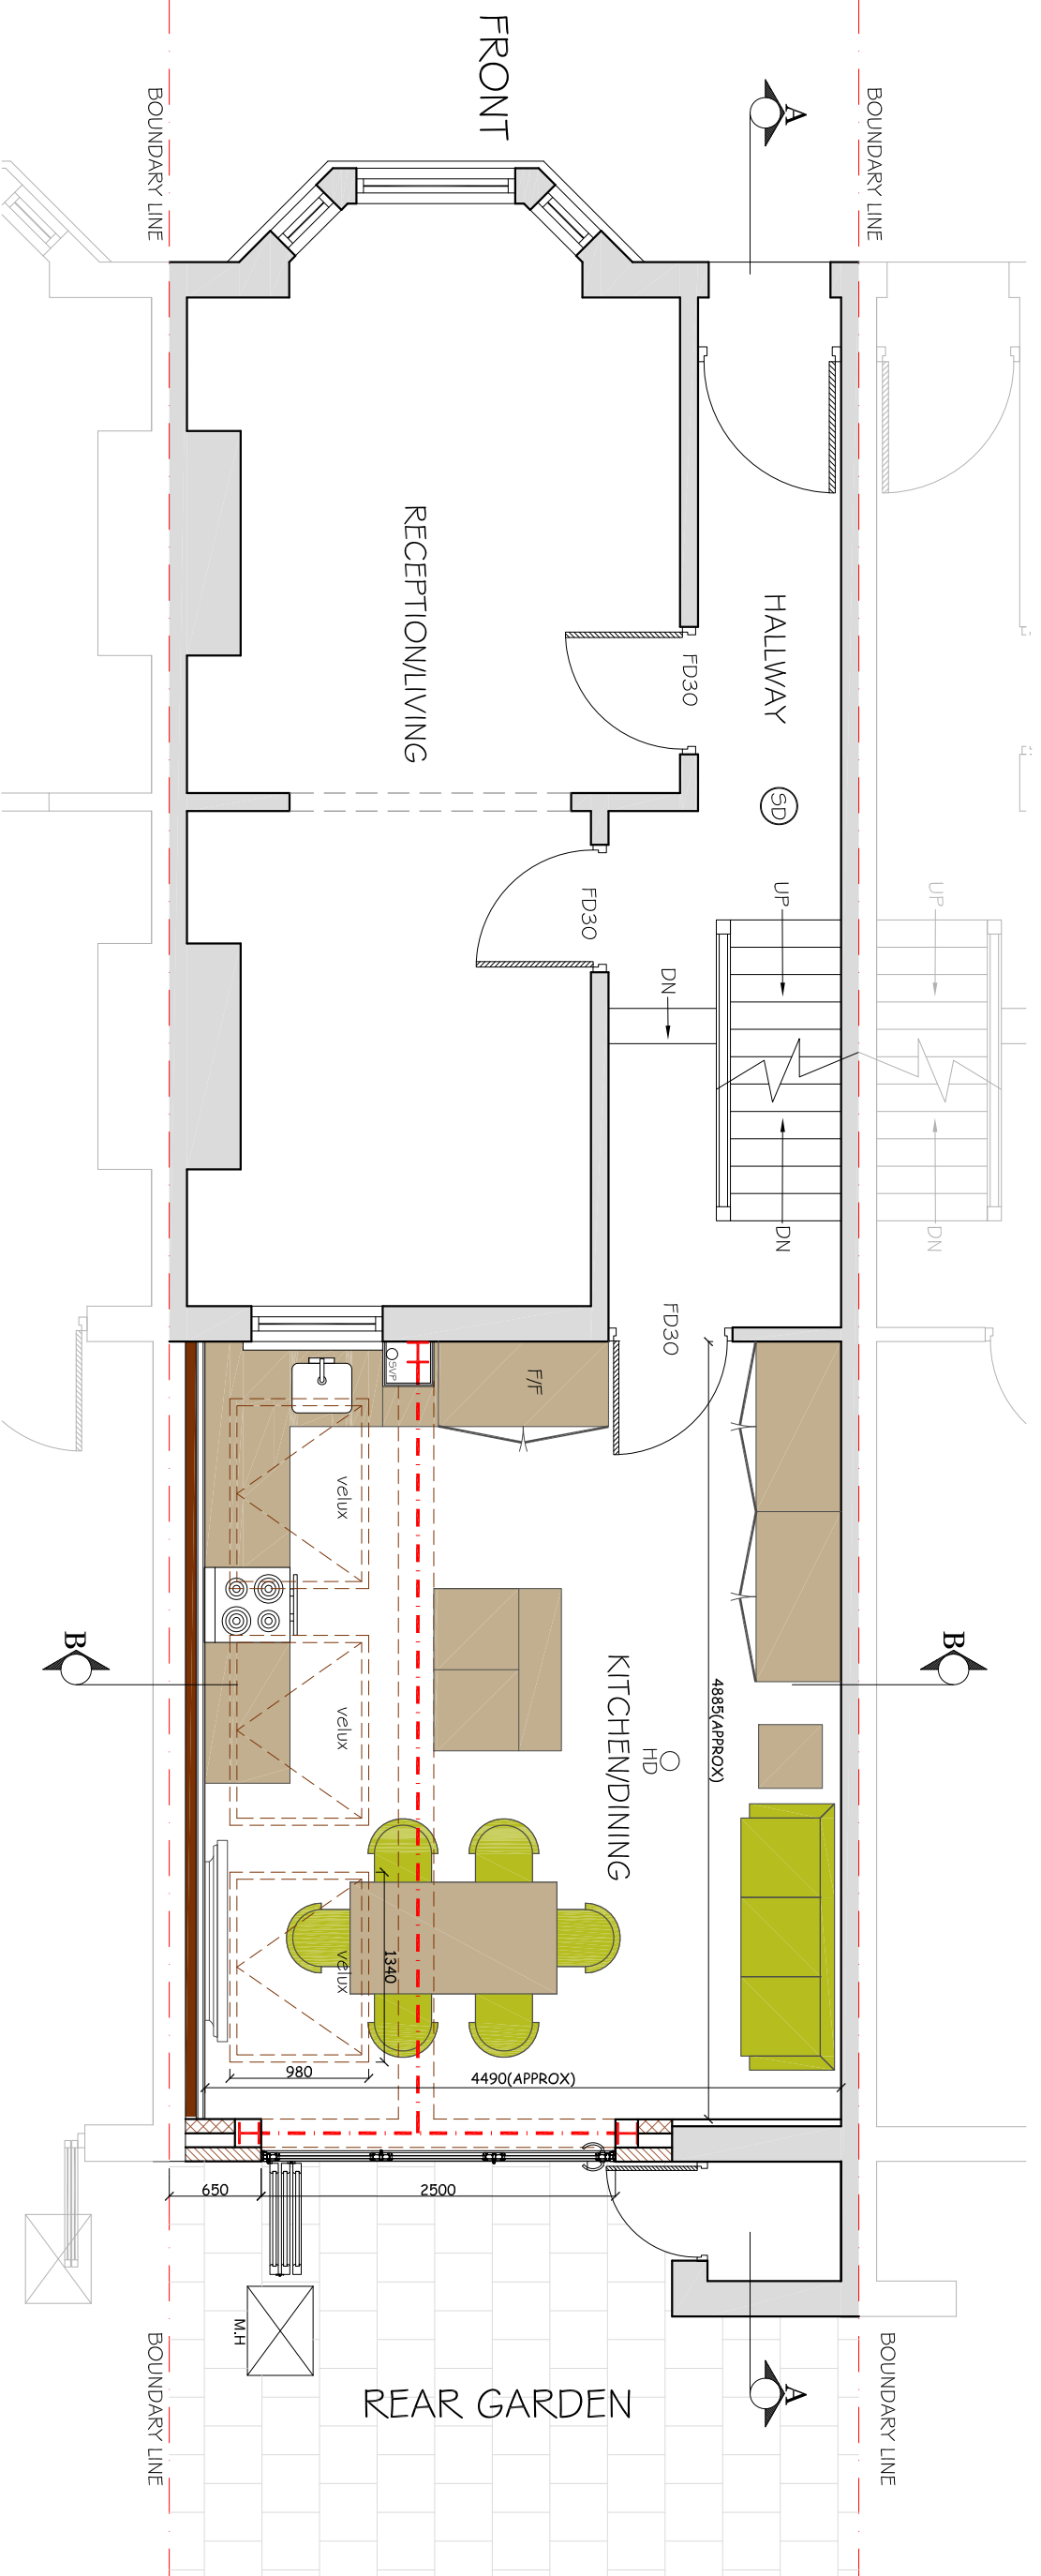 FRONT
BOUNDARY LINE
BOUNDARY LINE
A
RECEPTION/LIVING
HALLWAY
FD30
SD
FD30
UP
UP
DN
DN
DN
FD30
SVP
F/F
velux
B
B
velux
KITCHEN/DINING
HD
4885(APPROX)
velux
1340
980
4490(APPROX)
650
2500
M.H
REAR GARDEN
A
BOUNDARY LINE
BOUNDARY LINE